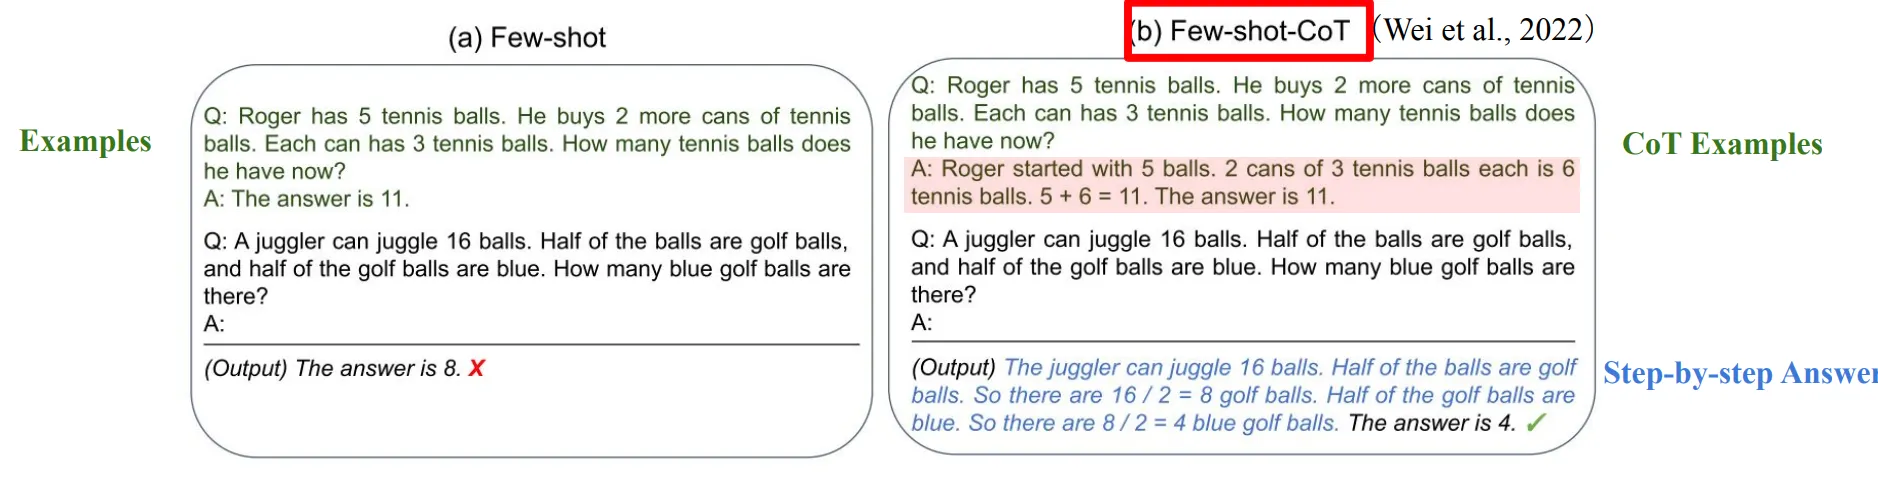 (a) Few-shot
Examples
Q: Roger has 5 tennis balls. He buys 2 more cans of tennis
balls. Each can has 3 tennis balls. How many tennis balls does
he have now?
A: The answer is 11.
Q: A juggler can juggle 16 balls. Half of the balls are golf balls,
and half of the golf balls are blue. How many blue golf balls are
there?
A:
(Output) The answer is 8. X
(b) Few-shot-CoT (Wei et al., 2022)
Q: Roger has 5 tennis balls. He buys 2 more cans of tennis
balls. Each can has 3 tennis balls. How many tennis balls does
he have now?
A: Roger started with 5 balls. 2 cans of 3 tennis balls each is 6
tennis balls. 5 + 6 = 11. The answer is 11.
CoT Examples
Q: A juggler can juggle 16 balls. Half of the balls are golf balls,
and half of the golf balls are blue. How many blue golf balls are
there?
A:
(Output) The juggler can juggle 16 balls. Half of the balls are golf
balls. So there are 16 / 2 = 8 golf balls. Half of the golf balls are
blue. So there are 8 / 2 = 4 blue golf balls. The answer is 4. ✓
Step-by-step Answer